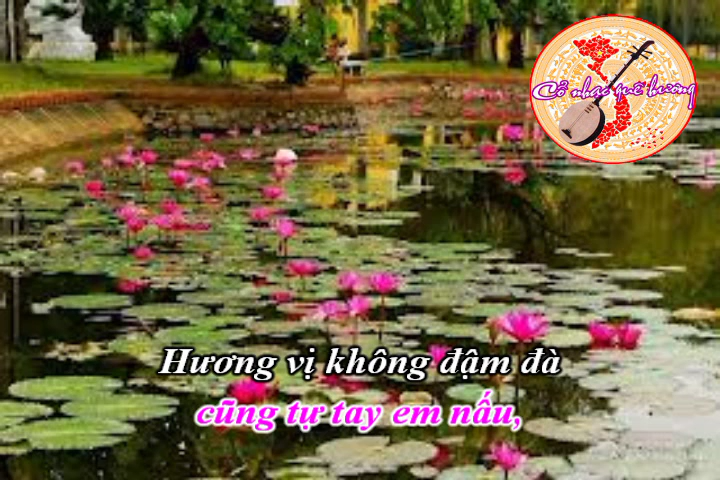 Cổ nhạc quê hương
Hương vị không đậm đà
cũng tự tay em nấu,